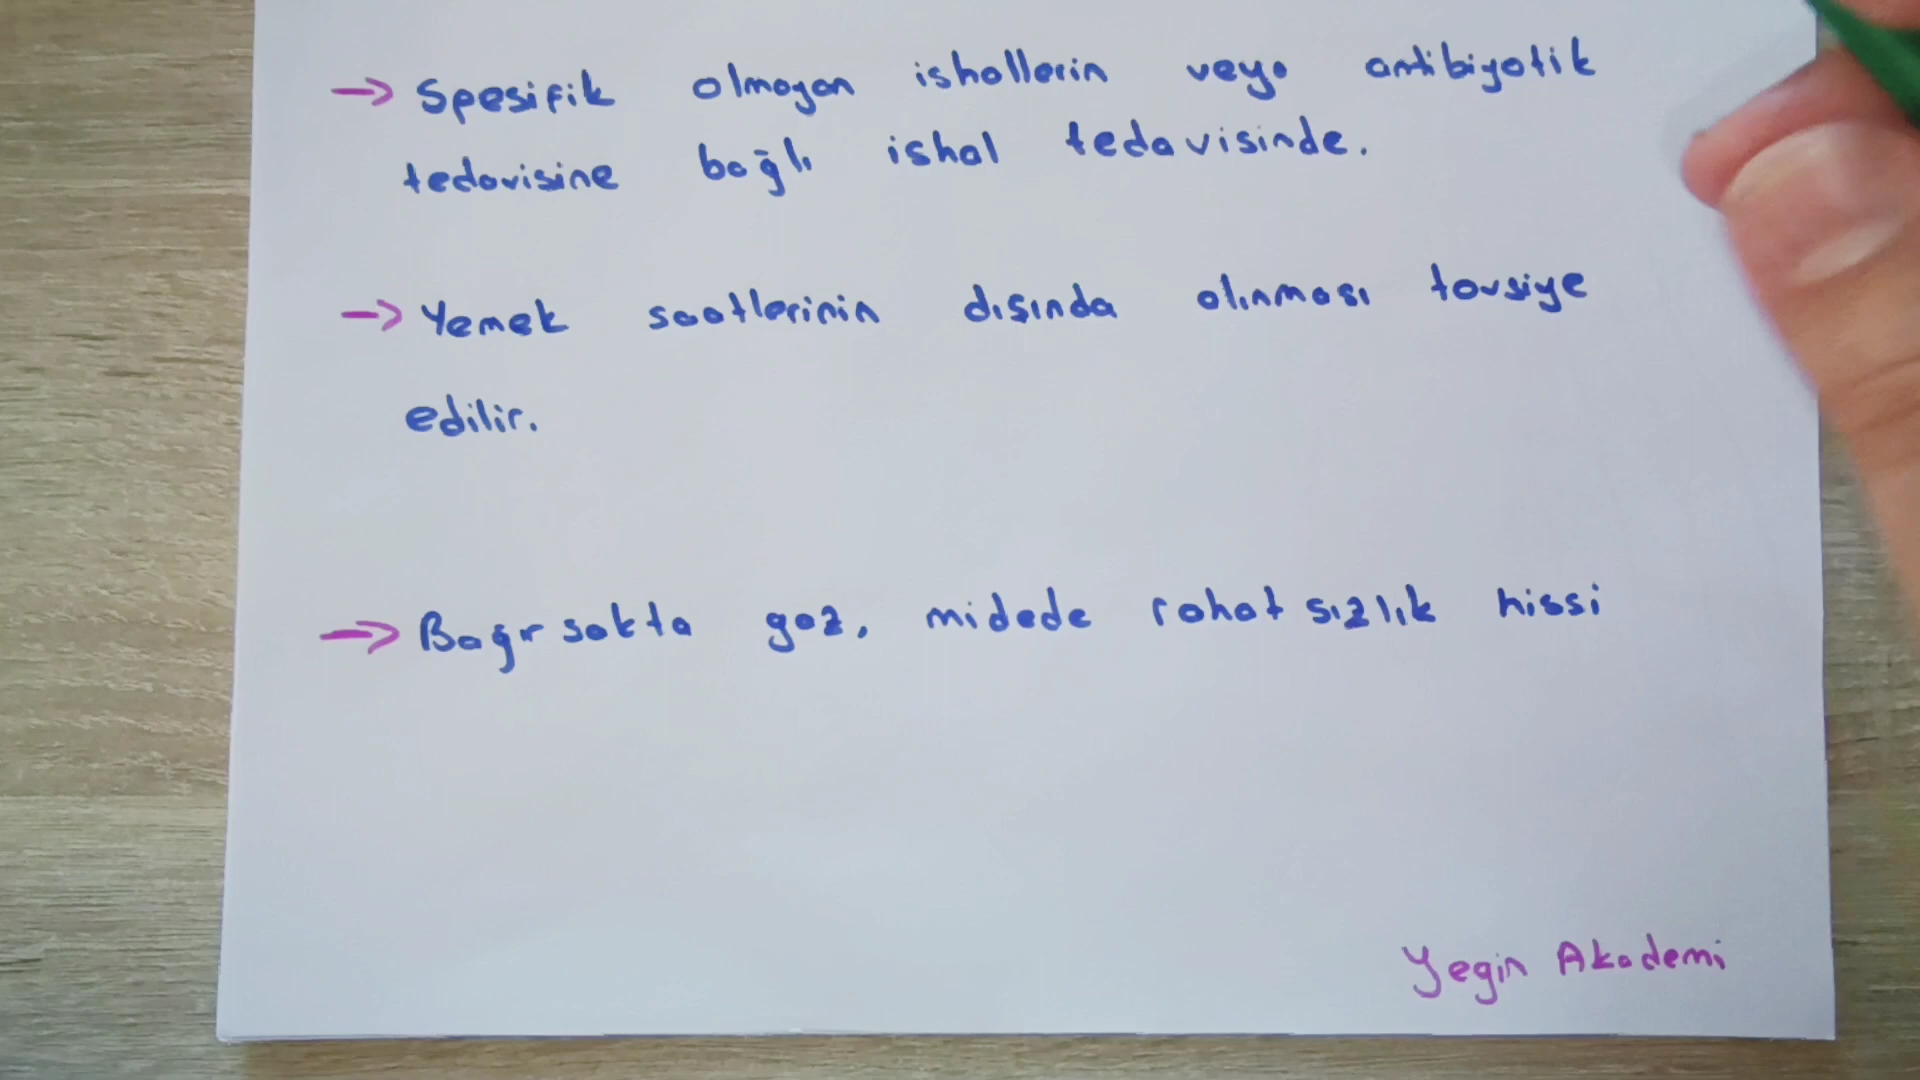 → Spesifik olmayan ishallerin veya antibiyotik
tedavisine bağlı ishal tedavisinde.
→ Yemek saatlerinin dışında alınması tavsiye
edilir.
→ Bağırsakta gaz, midede rahatsızlık hissi
Yegin Akademi